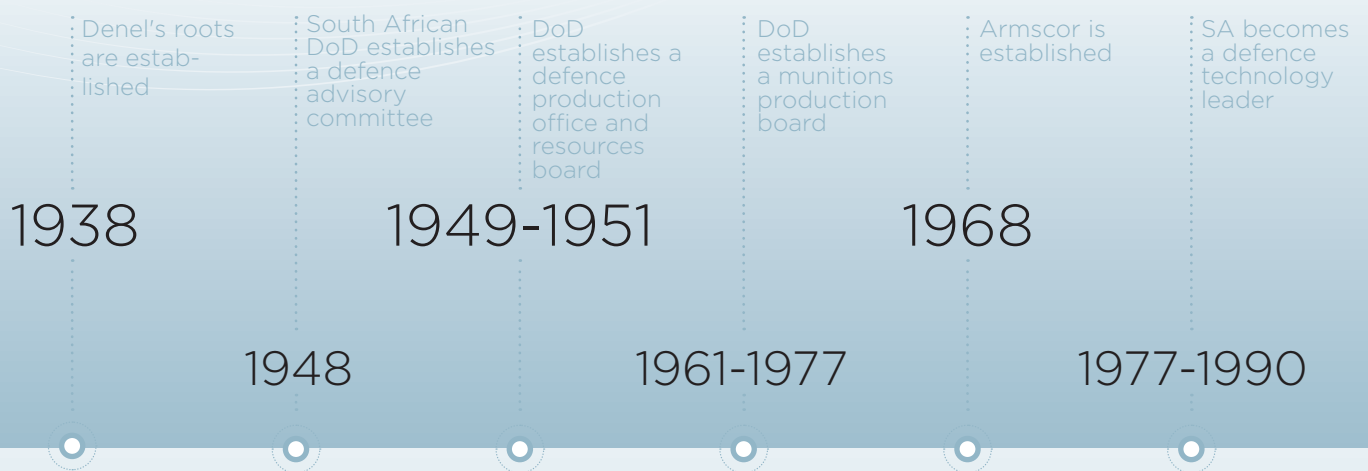 Denel's roots
are estab-
lished
South African
DoD establishes
a defence
advisory
committee
DoD
establishes a
defence
production
office and
resources
board
DoD
establishes
a munitions
production
board
Armscor is
established
SA becomes
a defence
technology
leader
1938
1949-1951
1968
1948
1961-1977
1977-1990